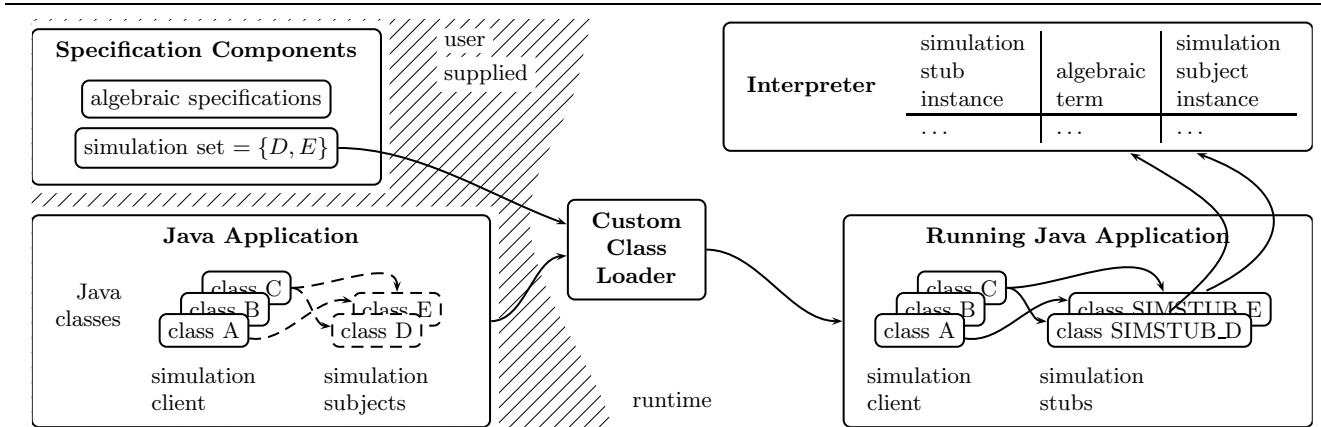 Specification Components
algebraic specifications
simulation set = {D, E}
user
supplied
Interpreter
simulation
stub
instance
algebraic
term
simulation
subject
instance
. . .
. . .
. . .
Java Application
Java
classes
class C
class B
class A
class E
class D
simulation
client
simulation
subjects
Custom
Class
Loader
runtime
Running Java Application
class C
class B
class A
class SIMSTUB_E
class SIMSTUB_D
simulation
client
simulation
stubs